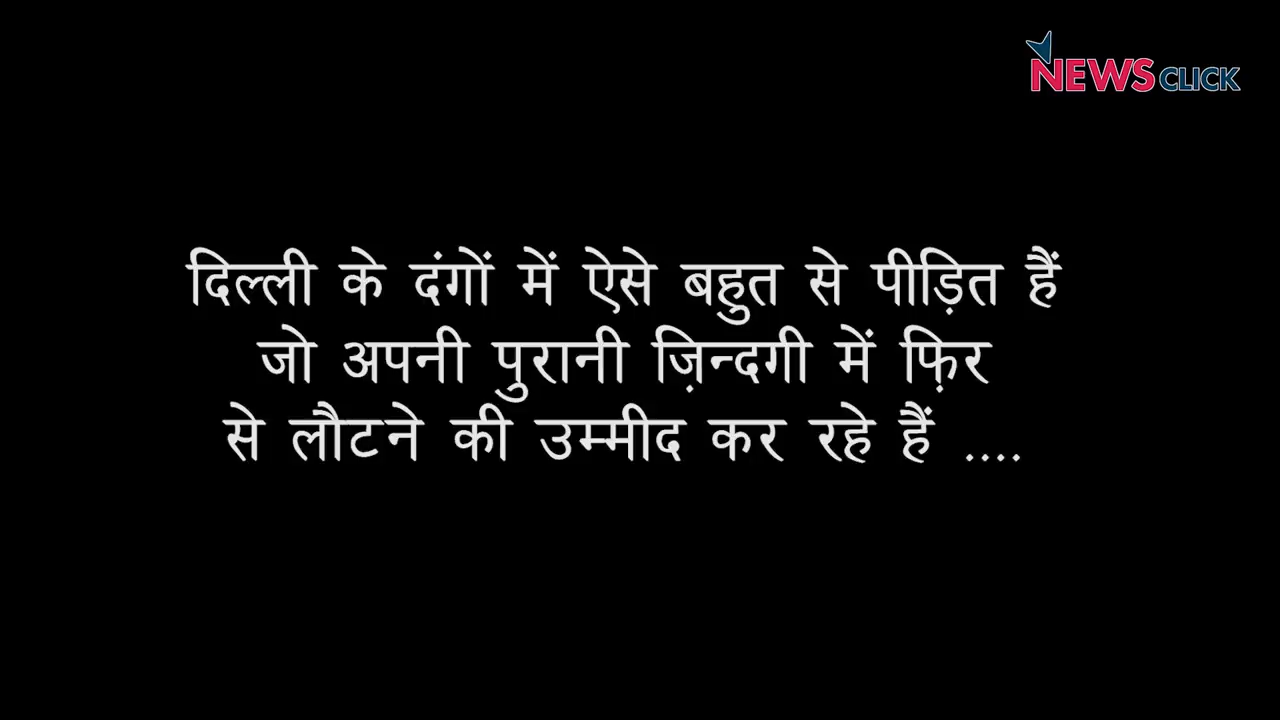 NEWSCLICK
दिल्ली के दंगों में ऐसे बहुत से पीड़ित हैं
जो अपनी पुरानी ज़िन्दगी में फ़िर
से लौटने की उम्मीद कर रहे हैं ....